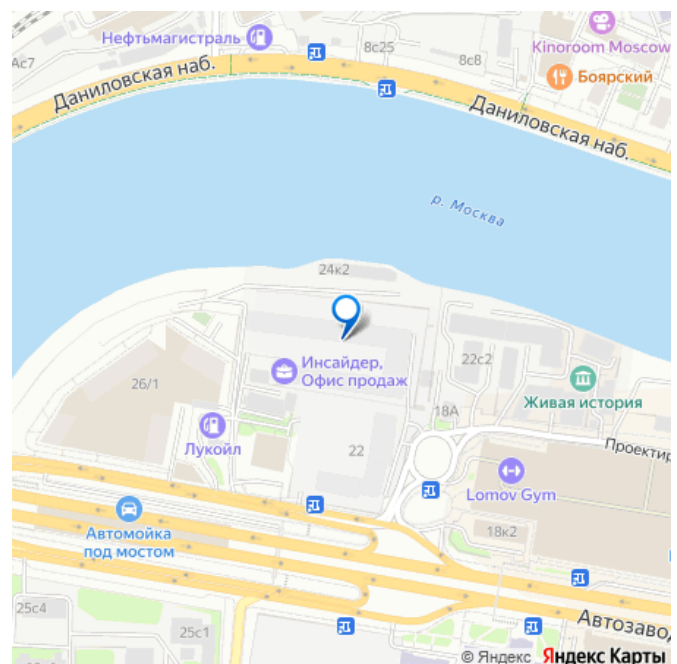 Нефтьмагистраль
8с25
8с8
Kinoroom Moscow
Боярский
Ас7
Даниловская наб.
Даниловская наб.
р. Москва
24к2
Инсайдер,
Офис продаж
22с2
Живая история
26/1
18А
Лукойл
22
Проектир
Lomov Gym
18к2
Автомойка
под мостом
25с4
25с1
Автозавод
© Яндекс Яндекс Карты